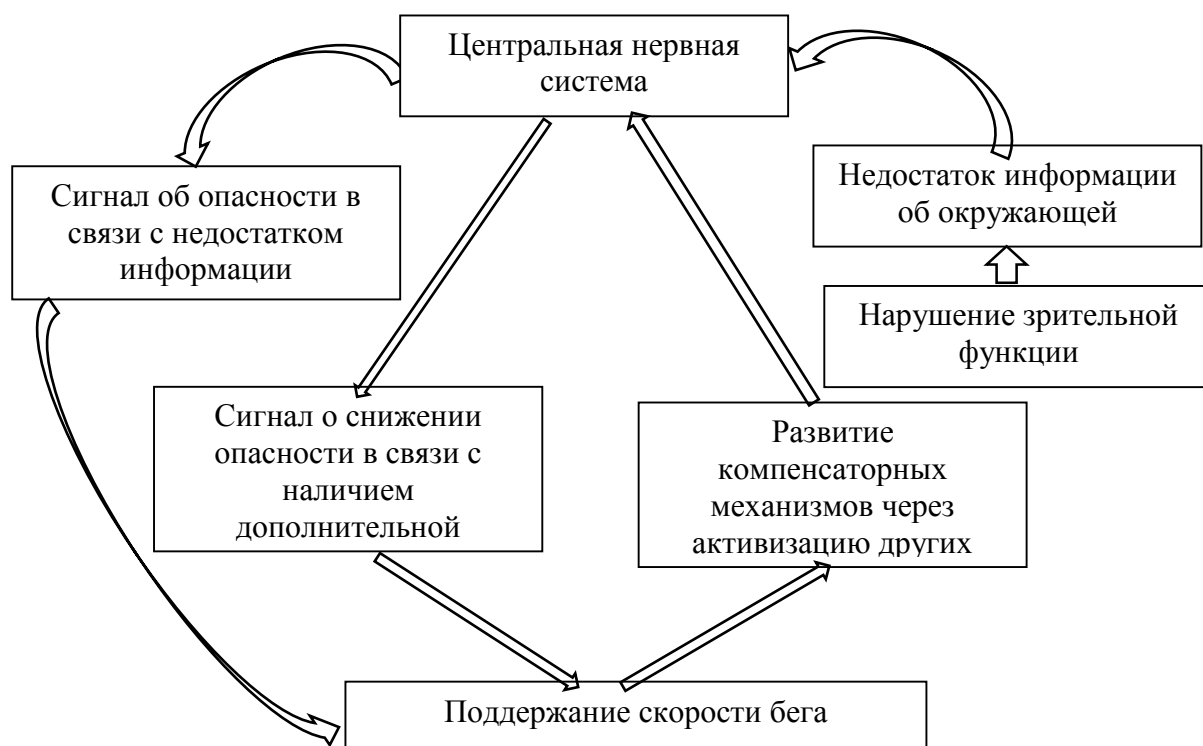 Центральная нервная
система
Сигнал об опасности в
связи с недостатком
информации
Недостаток информации
об окружающей
Нарушение зрительной
функции
Сигнал о снижении
опасности в связи с
наличием
дополнительной
Развитие
компенсаторных
механизмов через
активизацию других
Поддержание скорости бега